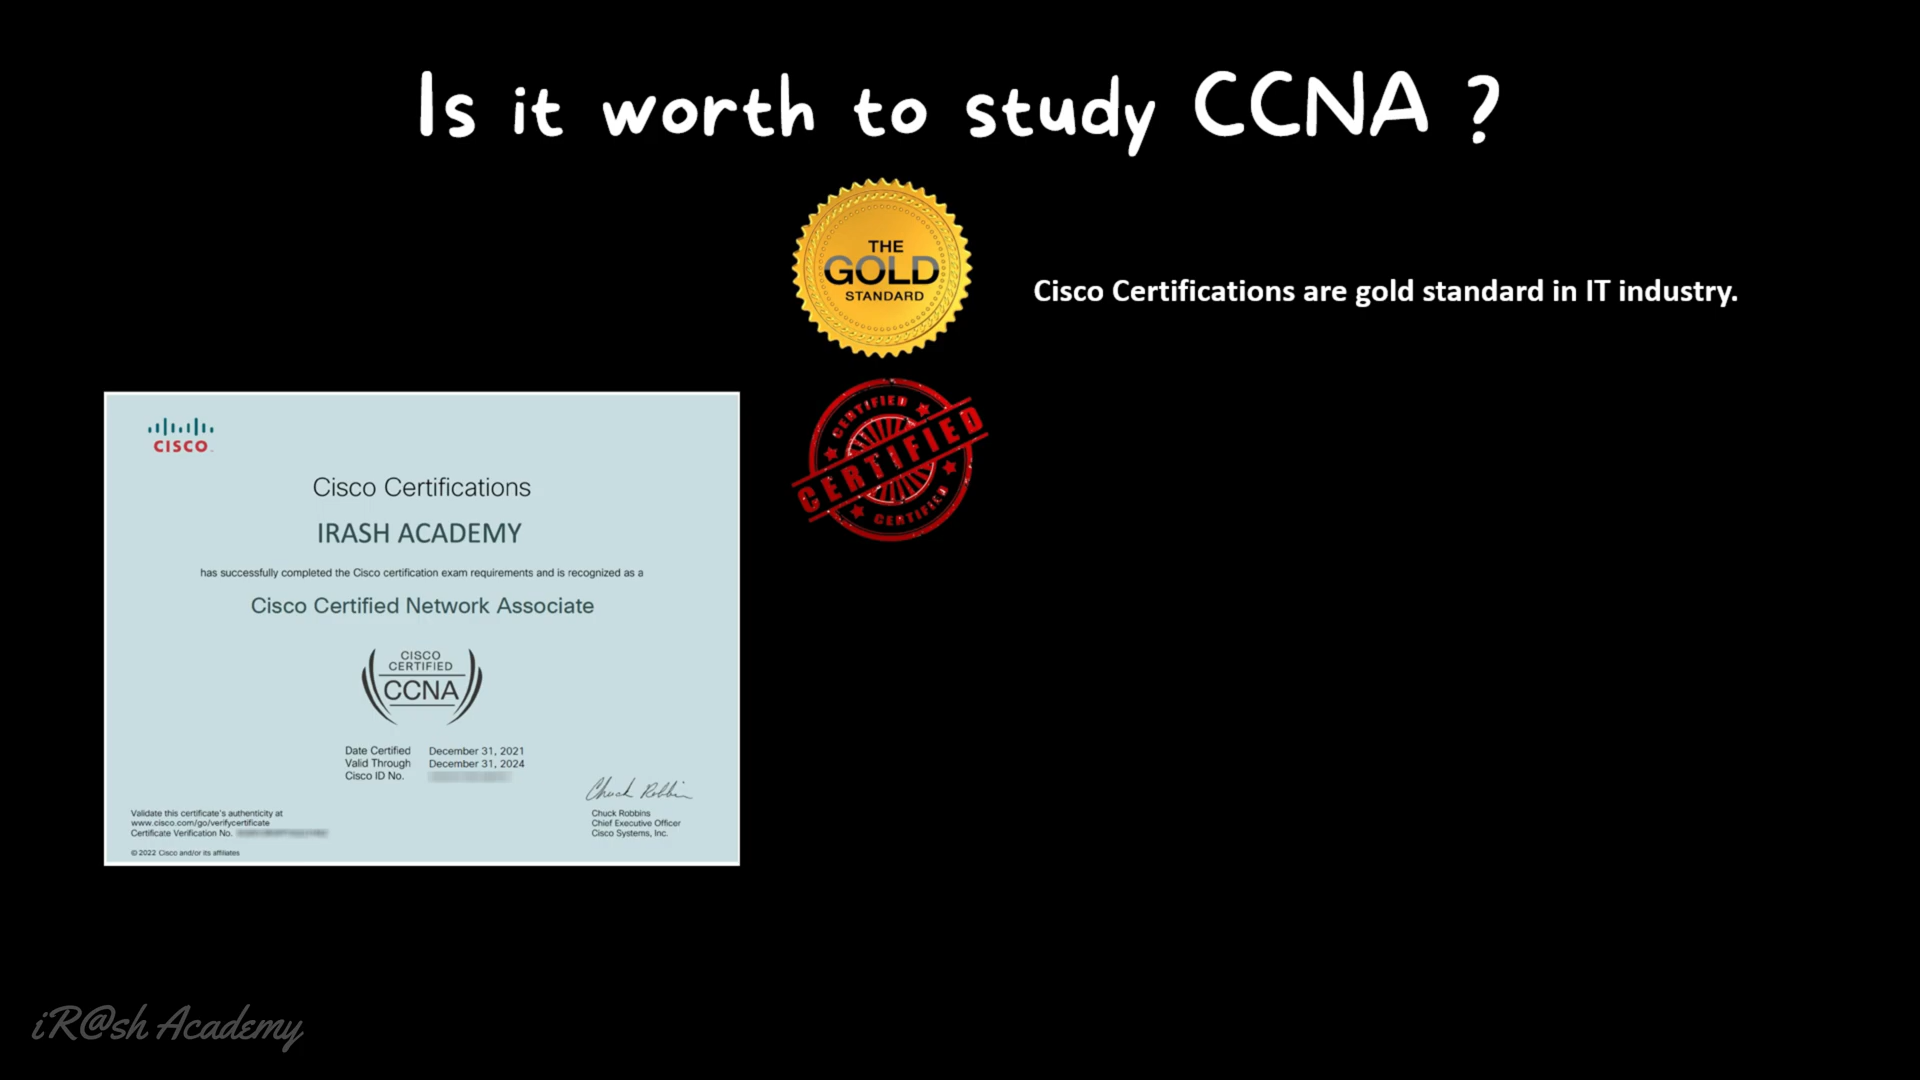 Is it worth to study CCNA ?
THE
GOLD
STANDARD
Cisco Certifications are gold standard in IT industry.
CERTIFIED
CERTIFIED
CERTIFIED
CISCO
Cisco Certifications
IRASH ACADEMY
has successfully completed the Cisco certification exam requirements and is recognized as a
Cisco Certified Network Associate
CISCO
CERTIFIED
CCNA
Date Certified December 31, 2021
Valid Through December 31, 2024
Cisco ID No.
Chuck Robbins
Validate this certificate's authenticity at
www.cisco.com/go/verifycertificate
Certificate Verification No.
© 2022 Cisco and/or its affiliates
Chuck Robbins
Chief Executive Officer
Cisco Systems, Inc.
iR@sh Academy